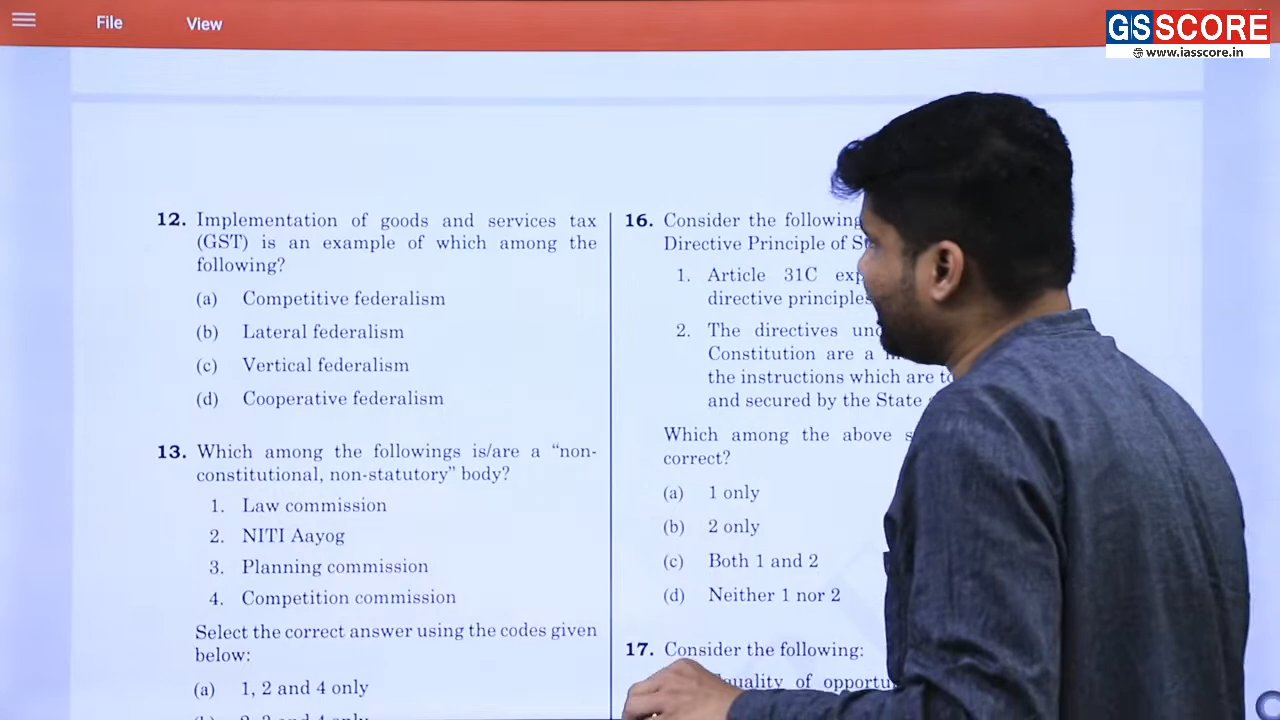 File
View
GSSCORE
www.iasscore.in
12. Implementation of goods and services tax
(GST) is an example of which among the
following?
(a) Competitive federalism
(b) Lateral federalism
(c) Vertical federalism
(d) Cooperative federalism
13. Which among the followings is/are a “non-
constitutional, non-statutory” body?
1. Law commission
2. NITI Aayog
3. Planning commission
4. Competition commission
Select the correct answer using the codes given
below:
(a) 1, 2 and 4 only
16. Consider the following
Directive Principle of
1. Article 31C
directive principles
2. The directives
Constitution are a
the instructions which are to
and secured by the State
Which among the above
correct?
(a) 1 only
(b) 2 only
(c) Both 1 and 2
(d) Neither 1 nor 2
17. Consider the following:
of